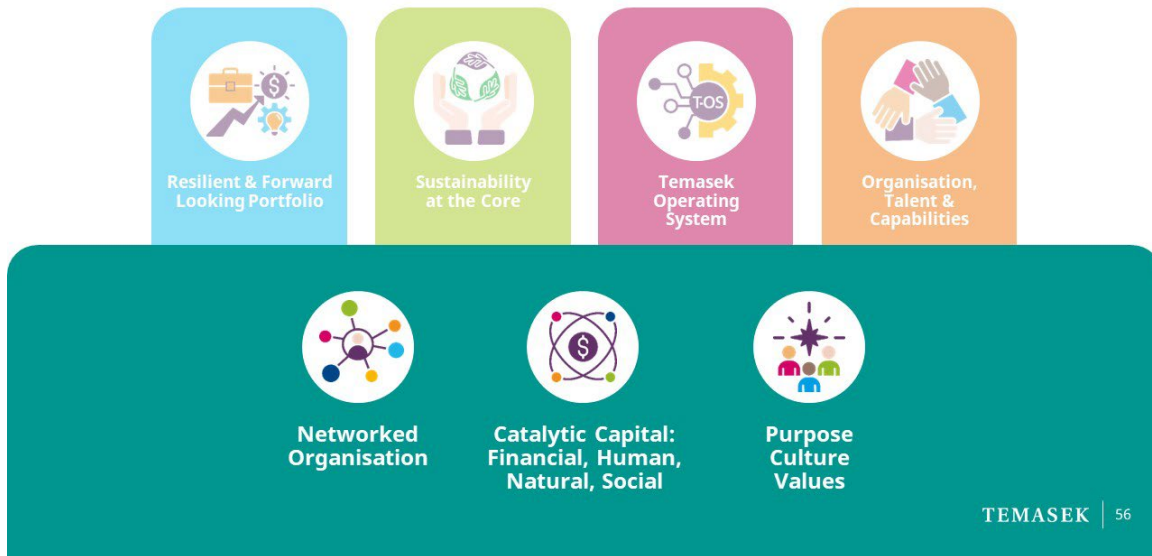 T-OS
Resilient & Forward
Looking Portfolio
Sustainability
at the Core
Temasek
Operating
System
Organisation,
Talent &
Capabilities
Networked
Organisation
Catalytic Capital:
Financial, Human,
Natural, Social
Purpose
Culture
Values
TEMASEK | 56